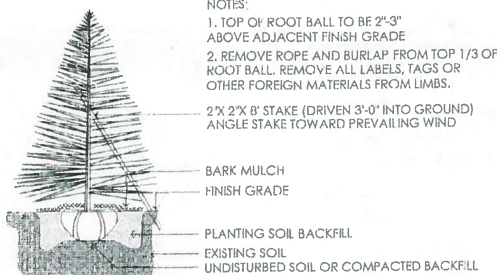 NOTES:
1. TOP OF ROOT BALL TO BE 2"-3"
ABOVE ADJACENT FINISH GRADE
2. REMOVE ROPE AND BURLAP FROM TOP 1/3 OF
ROOT BALL. REMOVE ALL LABELS, TAGS OR
OTHER FOREIGN MATERIALS FROM LIMBS.
2"X 2"X 8' STAKE (DRIVEN 3'-0" INTO GROUND)
ANGLE STAKE TOWARD PREVAILING WIND
BARK MULCH
FINISH GRADE
PLANTING SOIL BACKFILL
EXISTING SOIL
UNDISTURBED SOIL OR COMPACTED BACKFILL